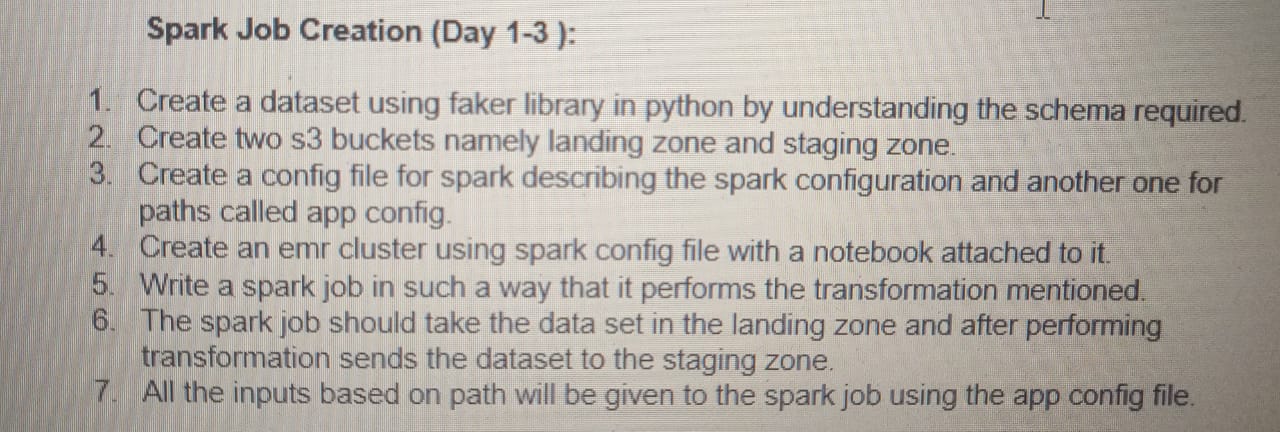 Spark Job Creation (Day 1-3 ):
1. Create a dataset using faker library in python by understanding the schema required.
2. Create two s3 buckets namely landing zone and staging zone.
3. Create a config file for spark describing the spark configuration and another one for
paths called app config.
4. Create an emr cluster using spark config file with a notebook attached to it.
5. Write a spark job in such a way that it performs the transformation mentioned.
6. The spark job should take the data set in the landing zone and after performing
transformation sends the dataset to the staging zone.
7. All the inputs based on path will be given to the spark job using the app config file.